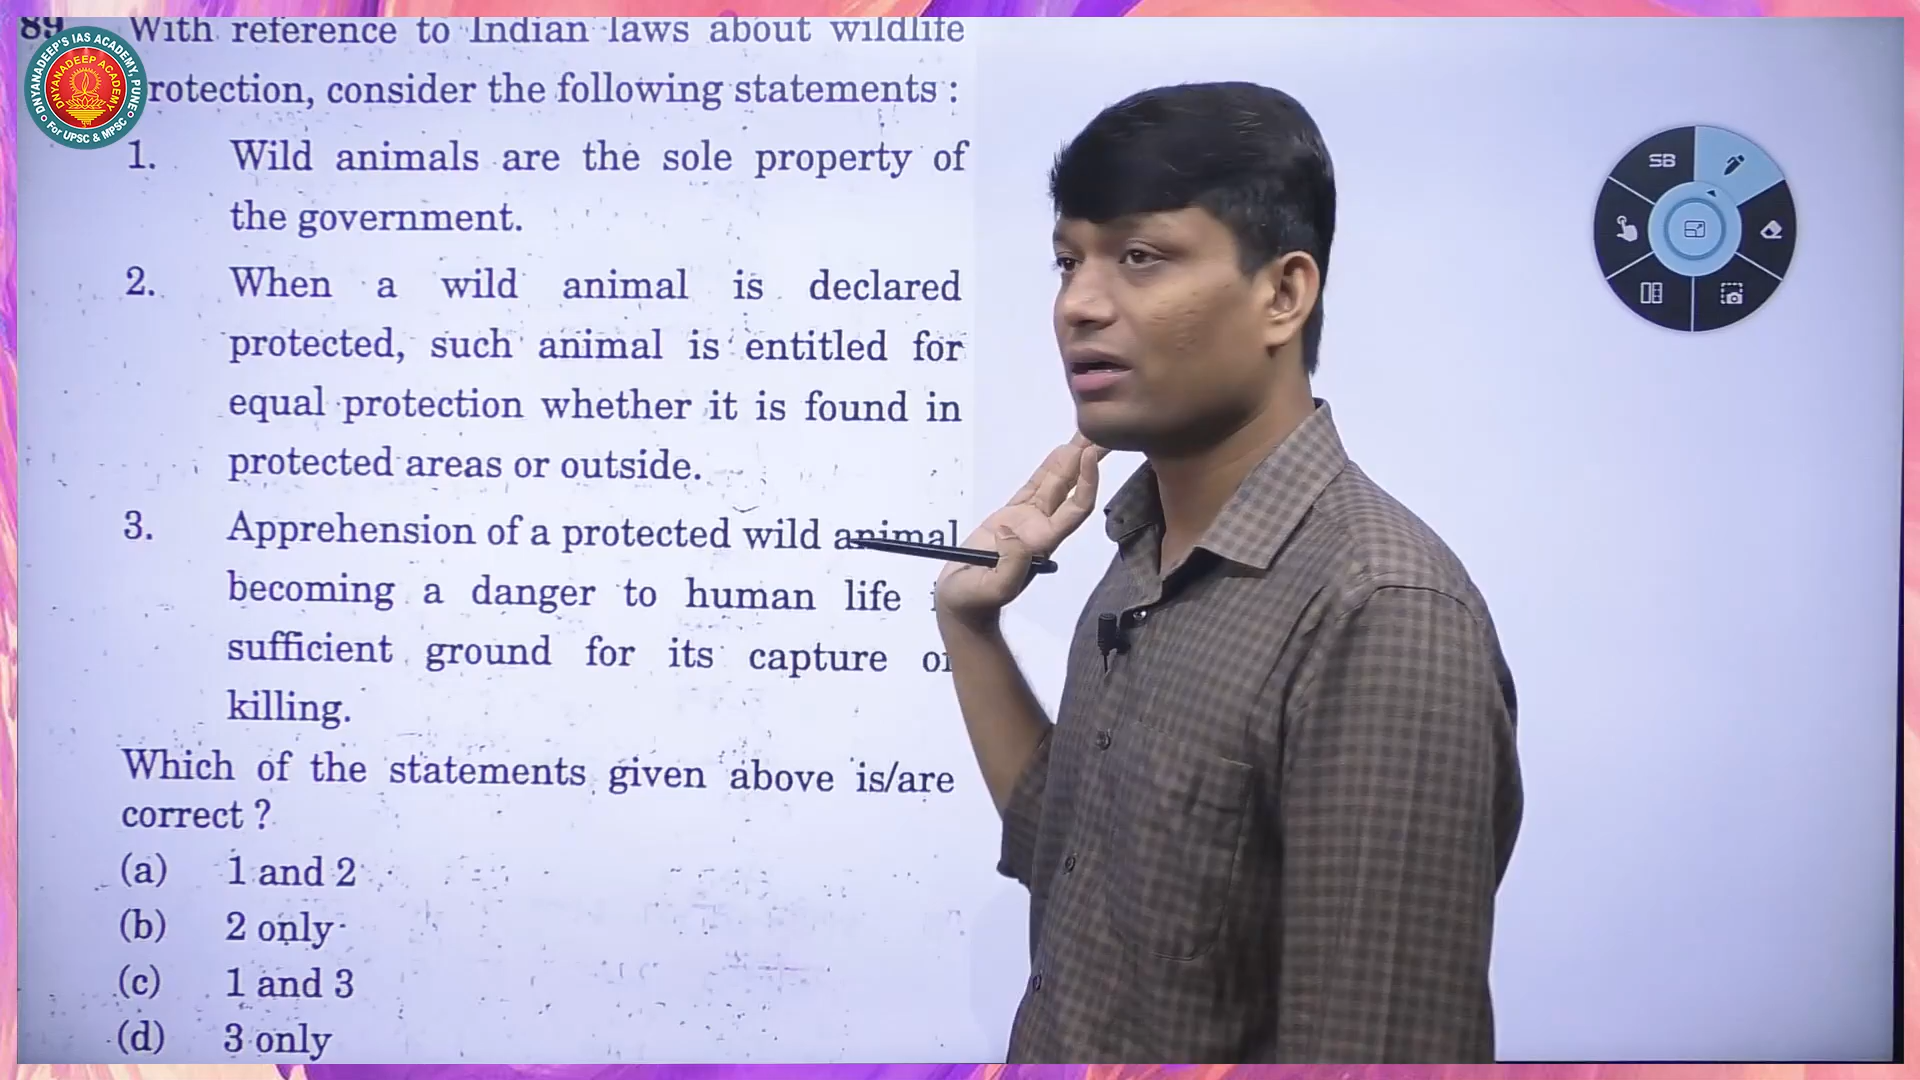 89
With reference to Indian laws about wildlife
rotection, consider the following statements :
1. Wild animals are the sole property of
the government.
2. When a wild animal is declared
protected, such animal is entitled for
equal protection whether it is found in
protected areas or outside.
3. Apprehension of a protected wild animal
becoming a danger to human life
sufficient ground for its capture or
killing.
Which of the statements given above is/are
correct ?
(a) 1 and 2
(b) 2 only
(c) 1 and 3
(d) 3 only
DNYANADEEP'S IAS ACADEMY, PUNE
DNYANADEEP ACADEMY
For UPSC & MPSC
SB